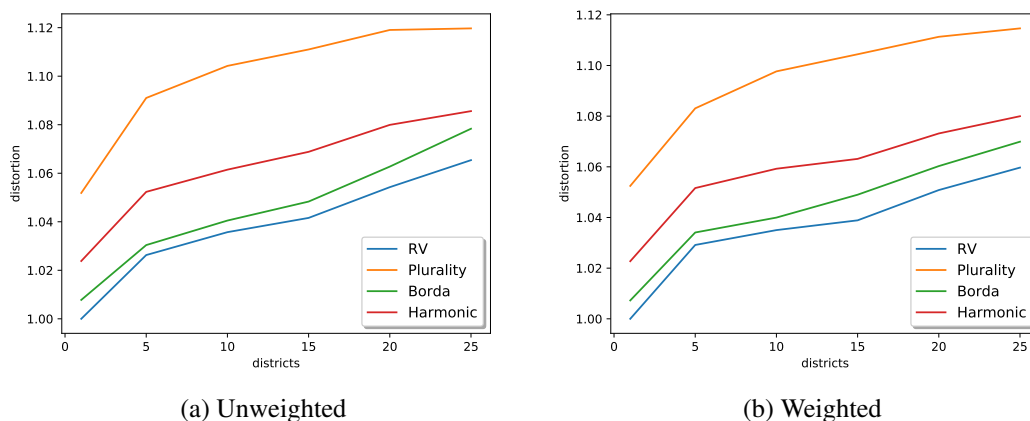 1.12
1.10
1.08
1.06
1.04
1.02
1.00
distortion
0 5 10 15 20 25
districts
RV
Plurality
Borda
Harmonic
(a) Unweighted
1.12
1.10
1.08
1.06
1.04
1.02
1.00
distortion
0 5 10 15 20 25
districts
RV
Plurality
Borda
Harmonic
(b) Weighted